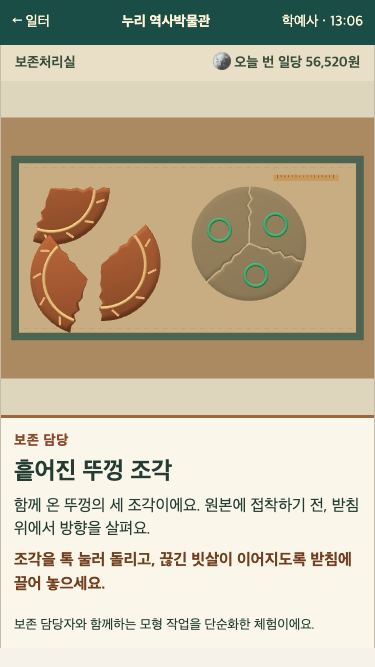 ← 일터 누리 역사박물관 학예사 · 13:06
보존처리실 오늘 번 일당 56,520원
보존 담당
흩어진 뚜껑 조각
함께 온 뚜껑의 세 조각이에요. 원본에 접착하기 전, 받침
위에서 방향을 살펴요.
조각을 톡 눌러 돌리고, 끊긴 빗살이 이어지도록 받침에
끌어 놓으세요.
보존 담당자와 함께하는 모형 작업을 단순화한 체험이에요.